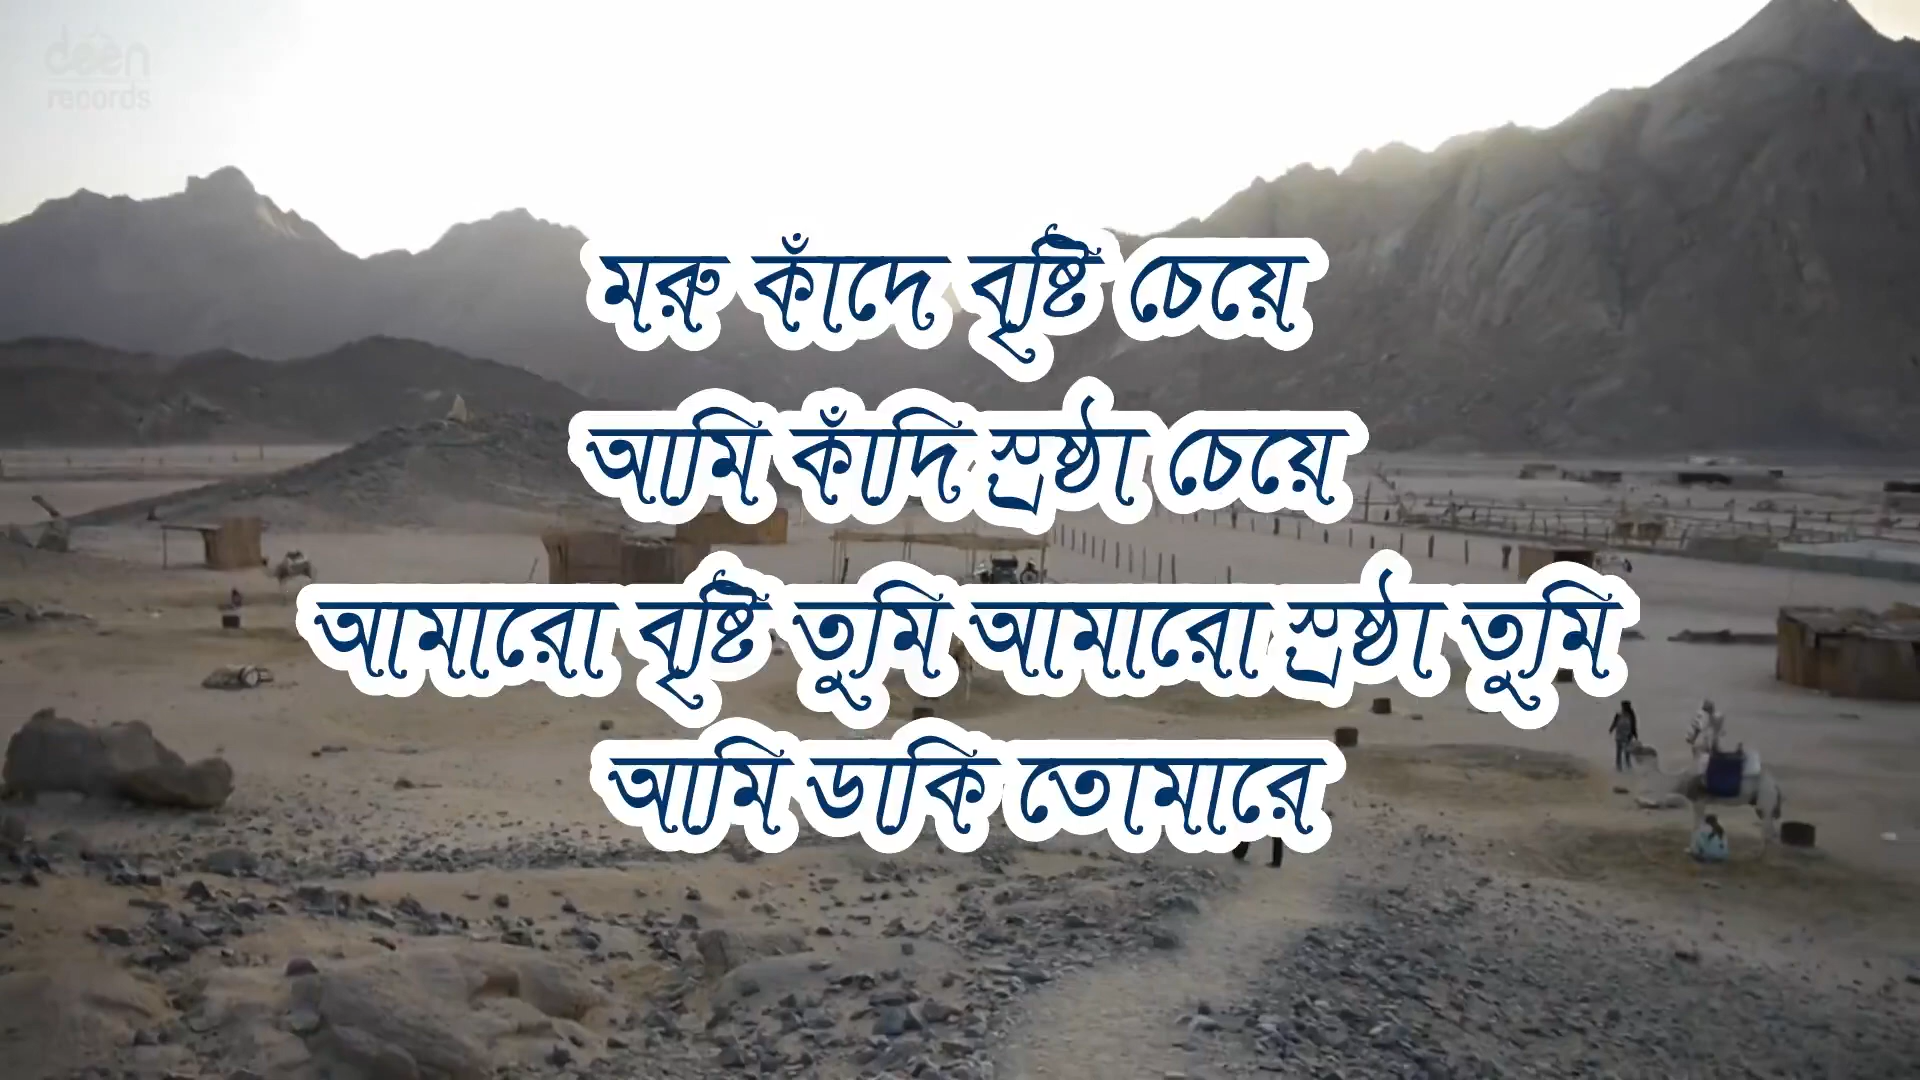 deen
records
মরু কাঁদে বৃষ্টি চেয়ে
আমি কাঁদি স্রষ্ঠা চেয়ে
আমারো বৃষ্টি তুমি আমারো স্রষ্ঠা তুমি
আমি ডাকি তোমারে